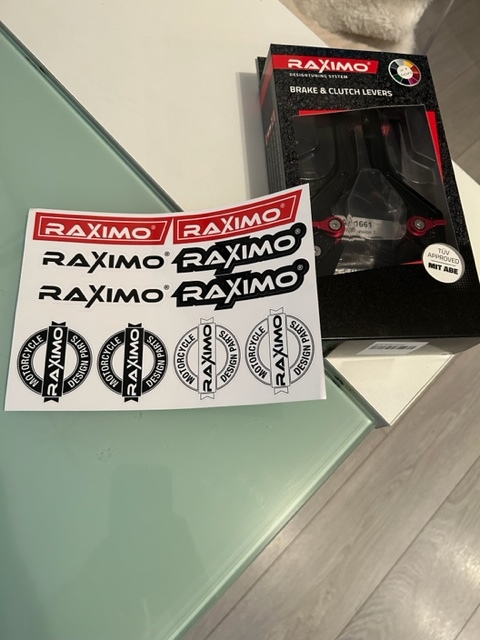 RAXIMO®
DESIGNTUNING SYSTEM
BRAKE & CLUTCH LEVERS
1661
TÜV
APPROVED
MIT ABE
RAXIMO® RAXIMO®
RAXIMO® RAXIMO®
RAXIMO® RAXIMO®
MOTORCYCLE RAXIMO DESIGN PARTS
MOTORCYCLE RAXIMO DESIGN PARTS
MOTORCYCLE RAXIMO DESIGN PARTS
MOTORCYCLE RAXIMO DESIGN PARTS